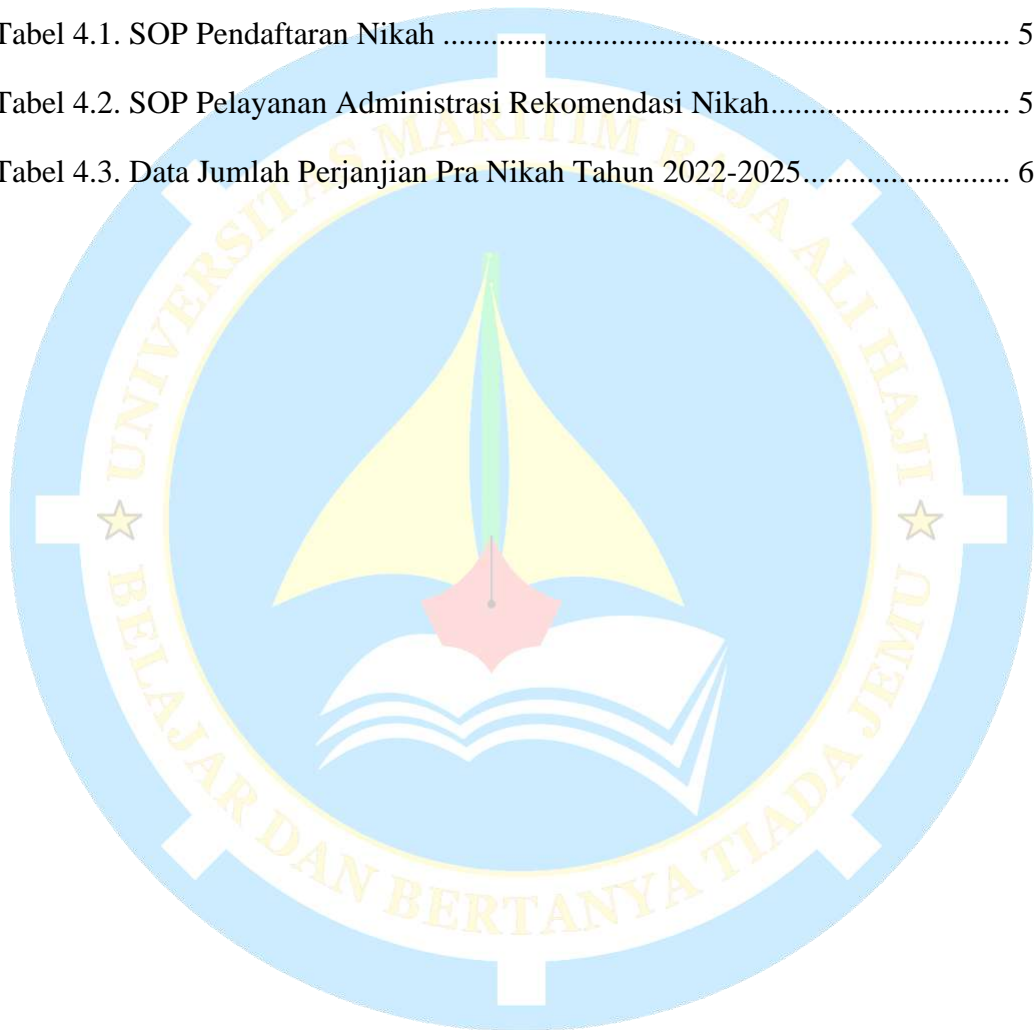 Tabel 4.1. SOP Pendaftaran Nikah ....................................................................... 5
Tabel 4.2. SOP Pelayanan Administrasi Rekomendasi Nikah.............................. 5
Tabel 4.3. Data Jumlah Perjanjian Pra Nikah Tahun 2022-2025.......................... 6
UNIVERSITAS MARITIM RAJA ALI HAJI
BELAJAR DAN BERTANYA TIADA JEMU